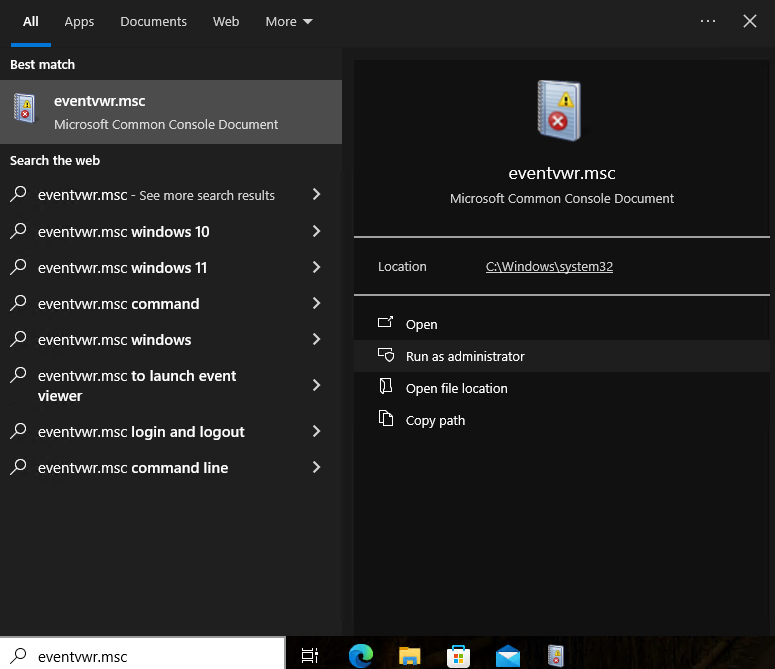 All Apps Documents Web More
Best match
eventvwr.msc
Microsoft Common Console Document
Search the web
eventvwr.msc - See more search results
eventvwr.msc windows 10
eventvwr.msc windows 11
eventvwr.msc command
eventvwr.msc windows
eventvwr.msc to launch event
viewer
eventvwr.msc login and logout
eventvwr.msc command line
eventvwr.msc
Microsoft Common Console Document
Location C:\Windows\system32
Open
Run as administrator
Open file location
Copy path
eventvwr.msc